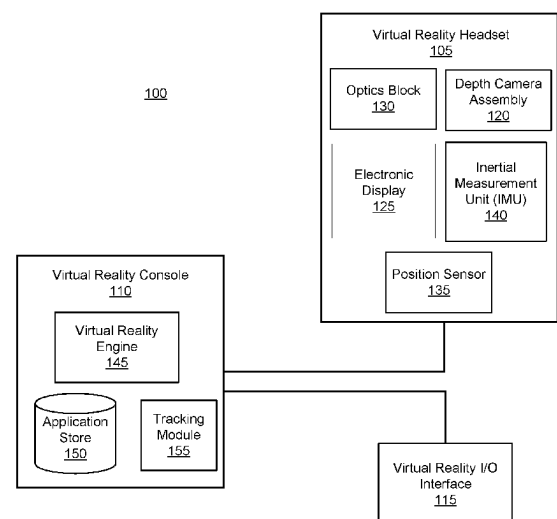 100
Virtual Reality Headset
105
Optics Block
130
Depth Camera
Assembly
120
Electronic
Display
125
Inertial
Measurement
Unit (IMU)
140
Position Sensor
135
Virtual Reality Console
110
Virtual Reality
Engine
145
Application
Store
150
Tracking
Module
155
Virtual Reality I/O
Interface
115